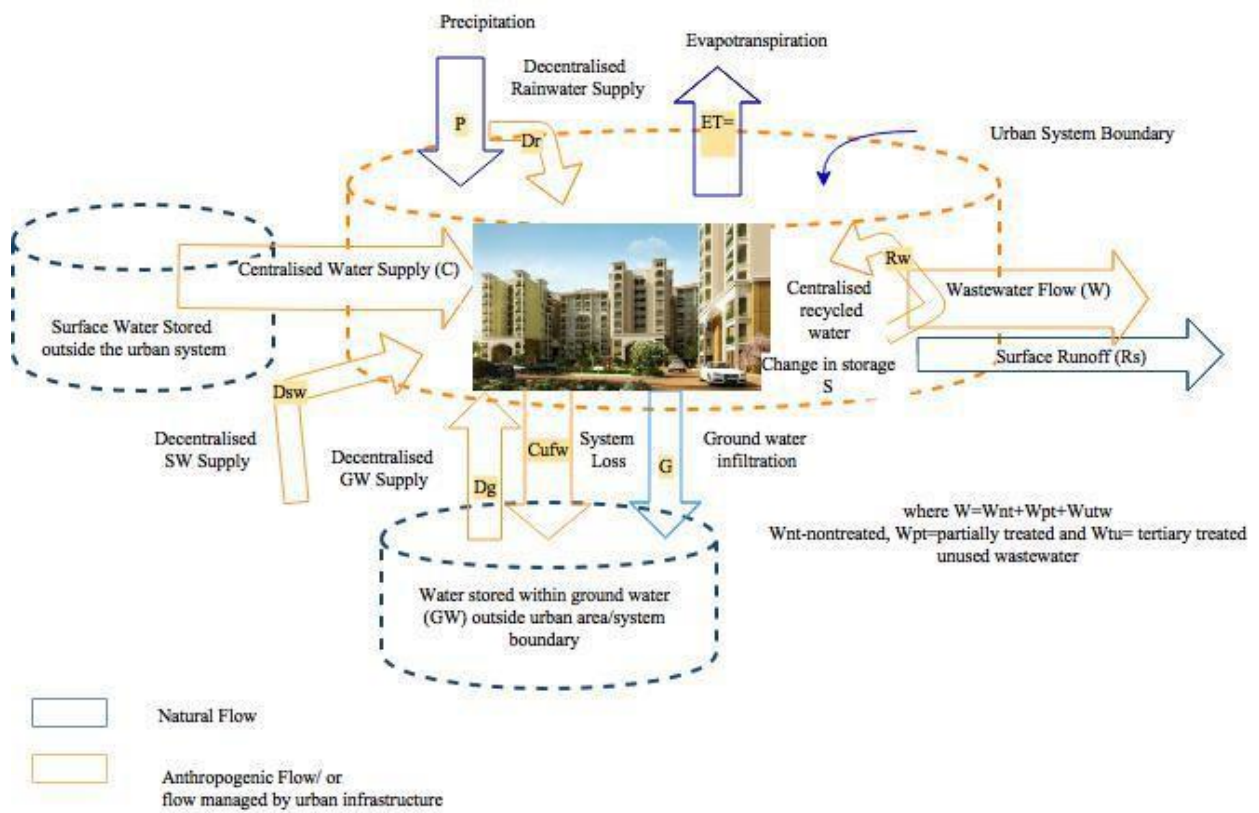 Precipitation
Evapotranspiration
Decentralised
Rainwater Supply
P
Dr
ET=
Urban System Boundary
Centralised Water Supply (C)
Rw
Wastewater Flow (W)
Centralised
recycled
water
Surface Water Stored
outside the urban system
Surface Runoff (Rs)
Change in storage
S
Dsw
Decentralised
SW Supply
Decentralised
GW Supply
Dg
Cufw
System
Loss
G
Ground water
infiltration
where W=Wnt+Wpt+Wutw
Wnt-nontreated, Wpt=partially treated and Wtu= tertiary treated
unused wastewater
Water stored within ground water
(GW) outside urban area/system
boundary
Natural Flow
Anthropogenic Flow/ or
flow managed by urban infrastructure